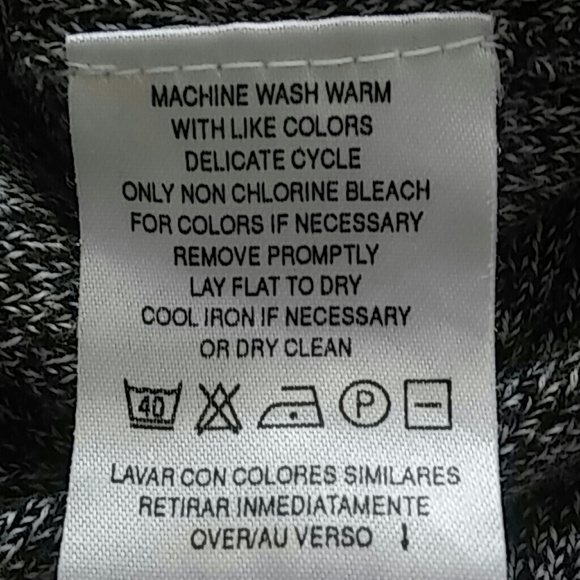 MACHINE WASH WARM
WITH LIKE COLORS
DELICATE CYCLE
ONLY NON CHLORINE BLEACH
FOR COLORS IF NECESSARY
REMOVE PROMPTLY
LAY FLAT TO DRY
COOL IRON IF NECESSARY
OR DRY CLEAN
40 P
LAVAR CON COLORES SIMILARES
RETIRAR INMEDIATAMENTE
OVER/AU VERSO